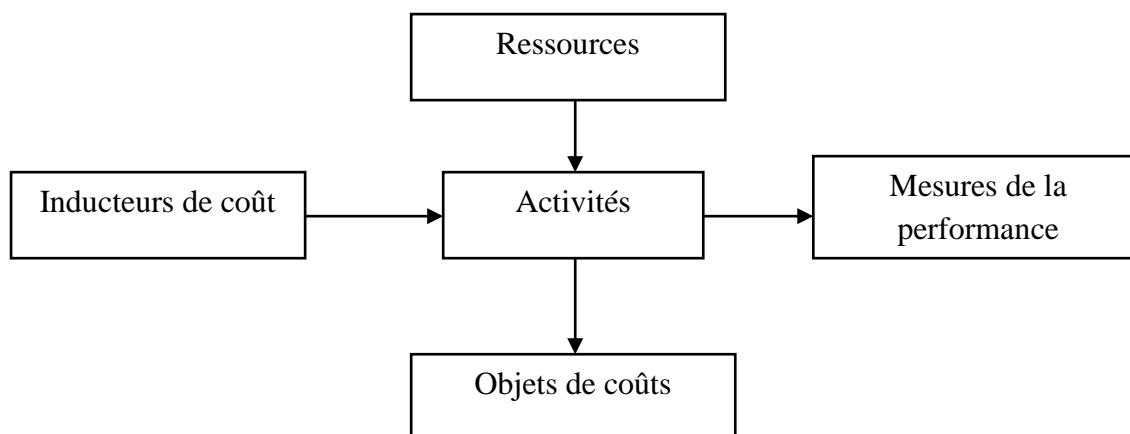 Ressources
Inducteurs de coût
Activités
Mesures de la
performance
Objets de coûts